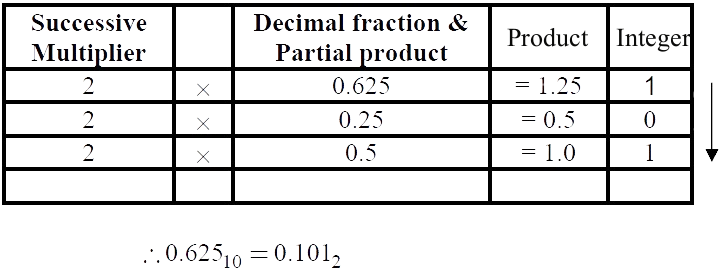 Successive Multiplier Decimal fraction & Partial product Product Integer
2 × 0.625 = 1.25 1
2 × 0.25 = 0.5 0
2 × 0.5 = 1.0 1
∴0.625₁₀ = 0.101₂